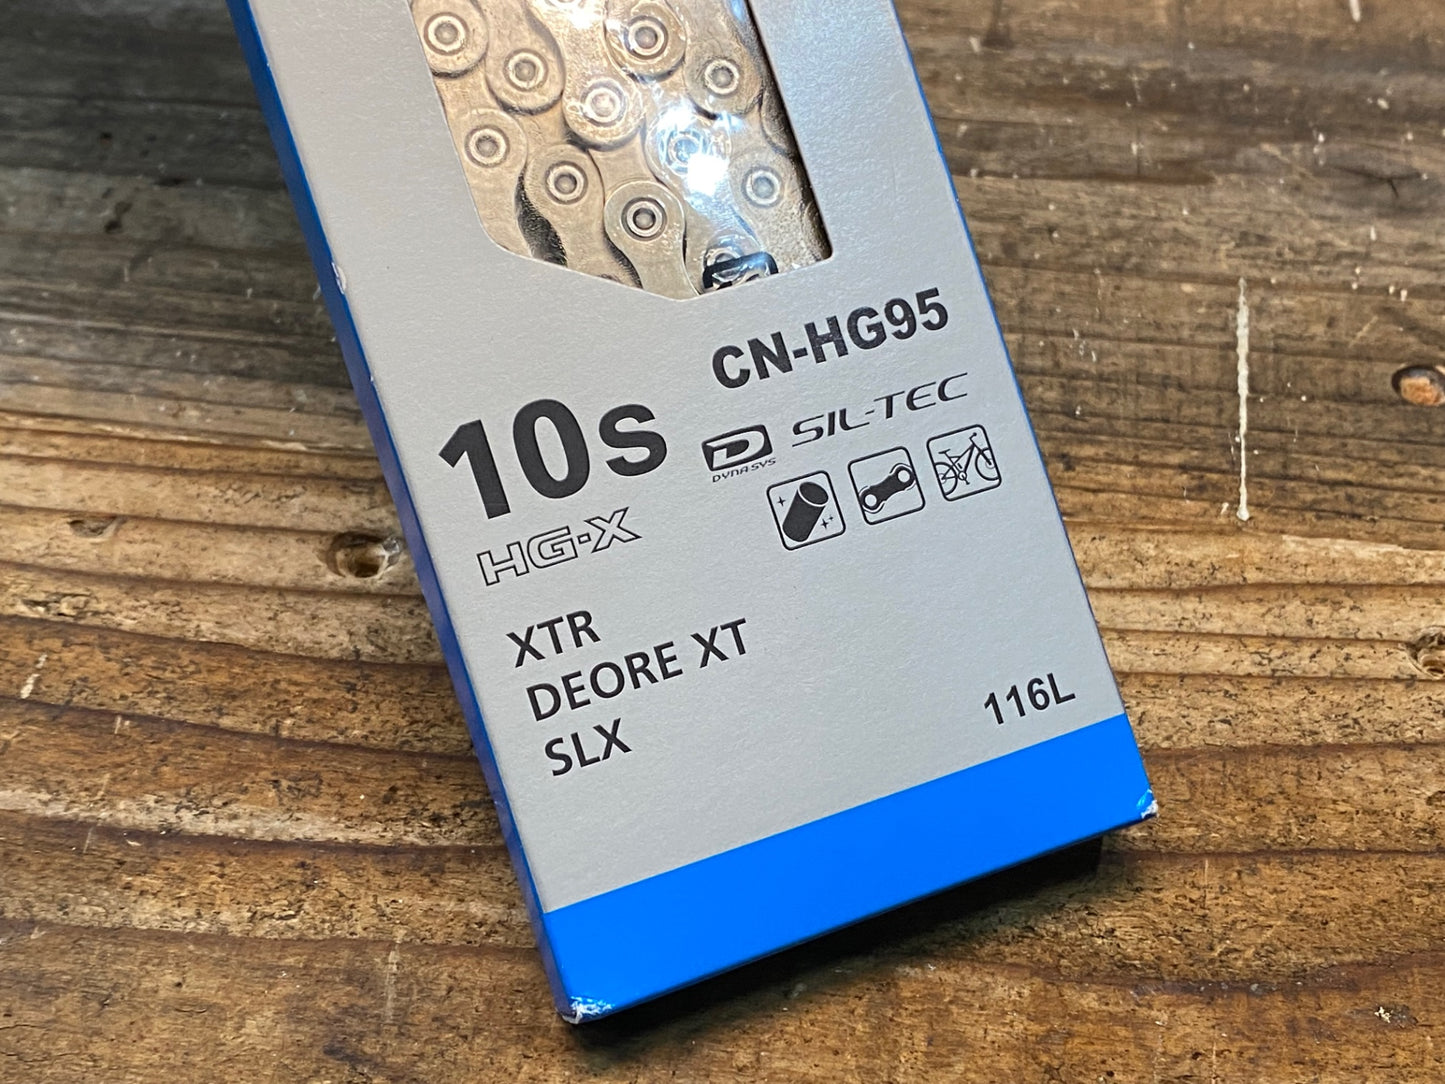 CN-HG95
10s
D SIL-TEC
DYNA-SYS
HG-X
XTR
DEORE XT
SLX
116L